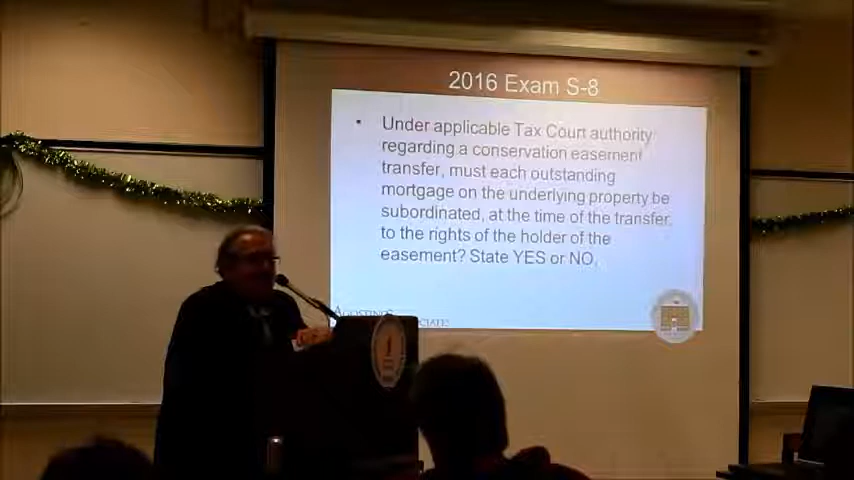 2016 Exam S-8
• Under applicable Tax Court authority
regarding a conservation easement
transfer, must each outstanding
mortgage on the underlying property be
subordinated, at the time of the transfer,
to the rights of the holder of the
easement? State YES or NO.
AGOSTINO